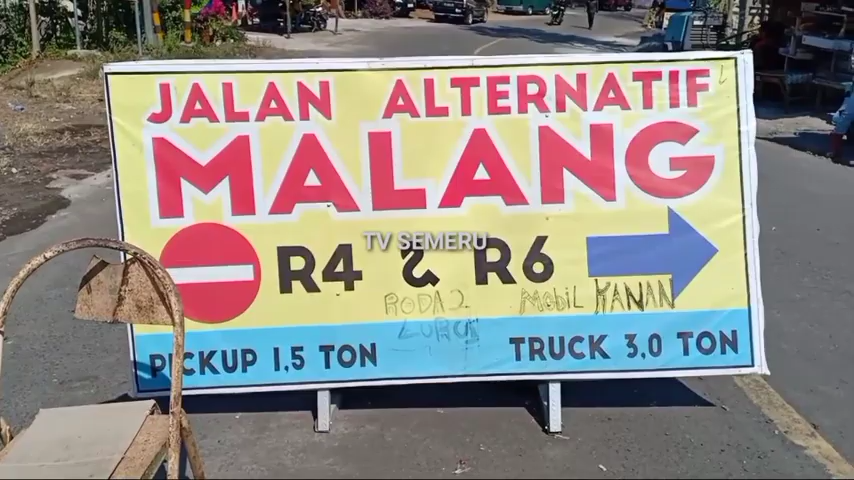 JALAN ALTERNATIF
MALANG
TV SEMERU
R4 & R6
RODA 2 MObiL KANAN
LURUS
PICKUP 1,5 TON TRUCK 3,0 TON